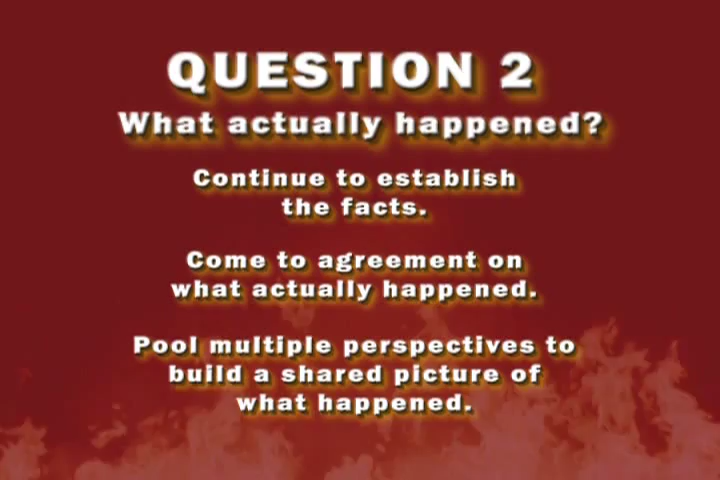 QUESTION 2
What actually happened?
Continue to establish
the facts.
Come to agreement on
what actually happened.
Pool multiple perspectives to
build a shared picture of
what happened.